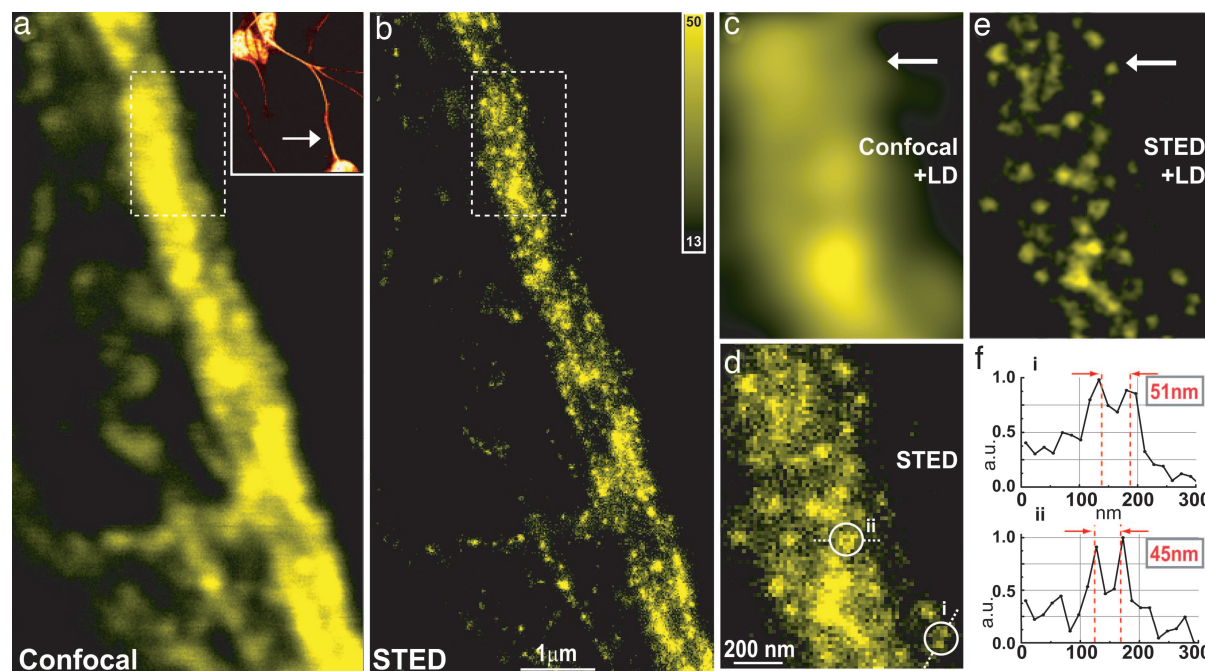 a
Confocal
b
50
13
STED
1µm
c
Confocal
+LD
d
STED
ii
i
200 nm
e
STED
+LD
f
i
51nm
1.0
0.5
0.0
a.u.
0 100 200 300
nm
ii
45nm
1.0
0.5
0.0
a.u.
0 100 200 300